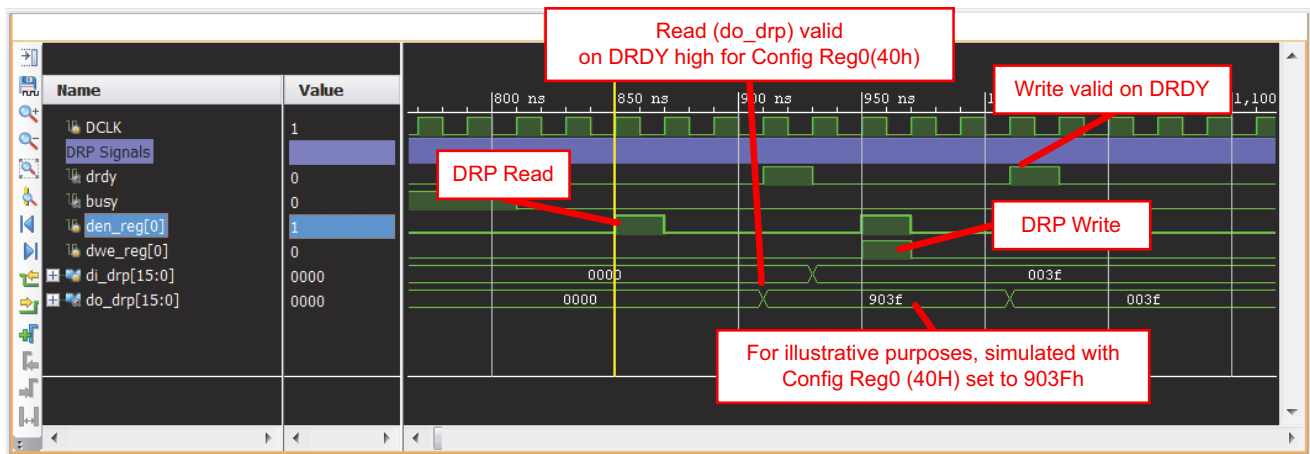 Read (do_drp) valid
on DRDY high for Config Reg0(40h)
Name Value
800 ns 850 ns 900 ns 950 ns 1,100
Write valid on DRDY
DCLK 1
DRP Signals
drdy 0
DRP Read
busy 0
den_reg[0] 1
DRP Write
dwe_reg[0] 0
di_drp[15:0] 0000 0000 003f
do_drp[15:0] 0000 0000 903f 003f
For illustrative purposes, simulated with
Config Reg0 (40H) set to 903Fh